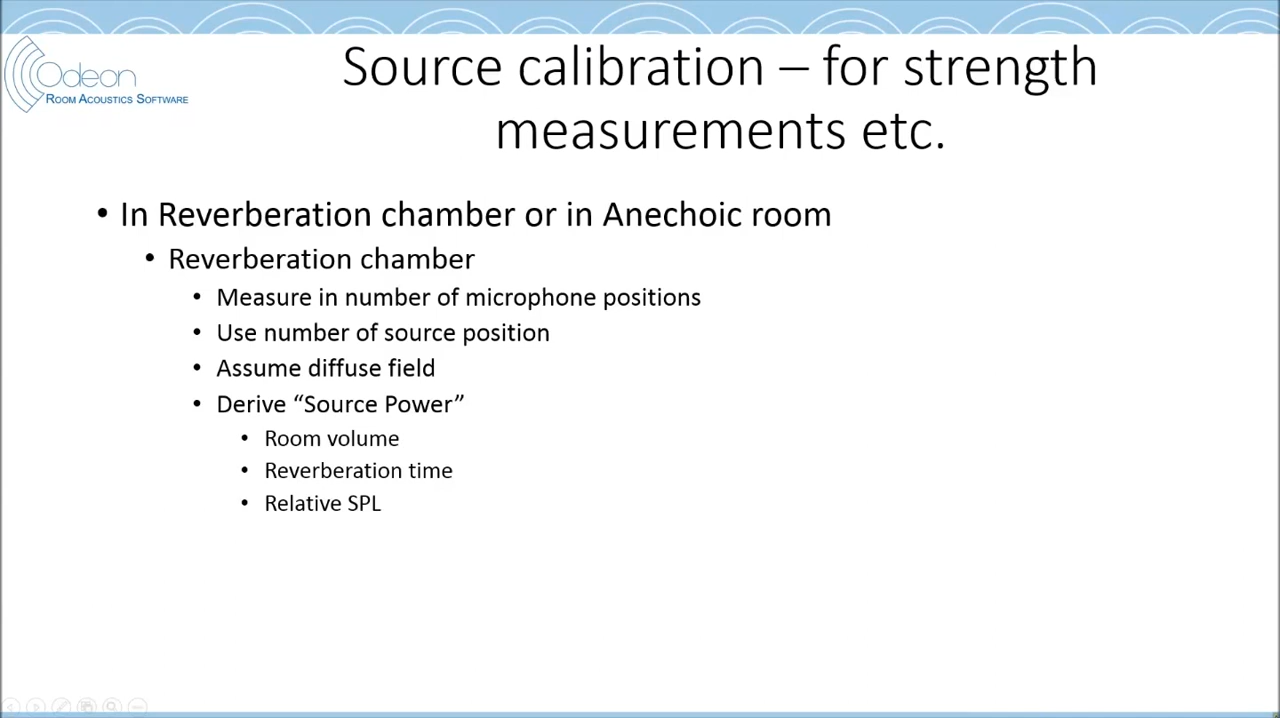 Odeon
ROOM ACOUSTICS SOFTWARE
Source calibration – for strength
measurements etc.
• In Reverberation chamber or in Anechoic room
• Reverberation chamber
• Measure in number of microphone positions
• Use number of source position
• Assume diffuse field
• Derive “Source Power”
• Room volume
• Reverberation time
• Relative SPL